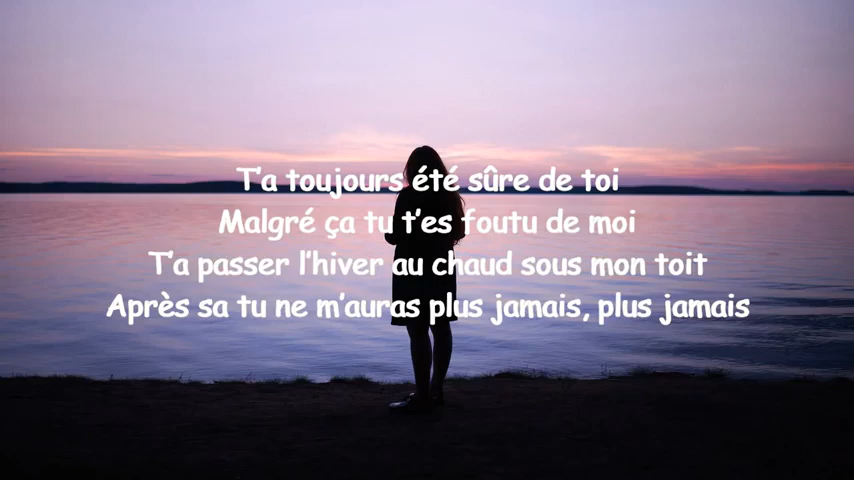 T'a toujours été sûre de toi
Malgré ça tu t'es foutu de moi
T'a passer l'hiver au chaud sous mon toit
Après sa tu ne m'auras plus jamais, plus jamais